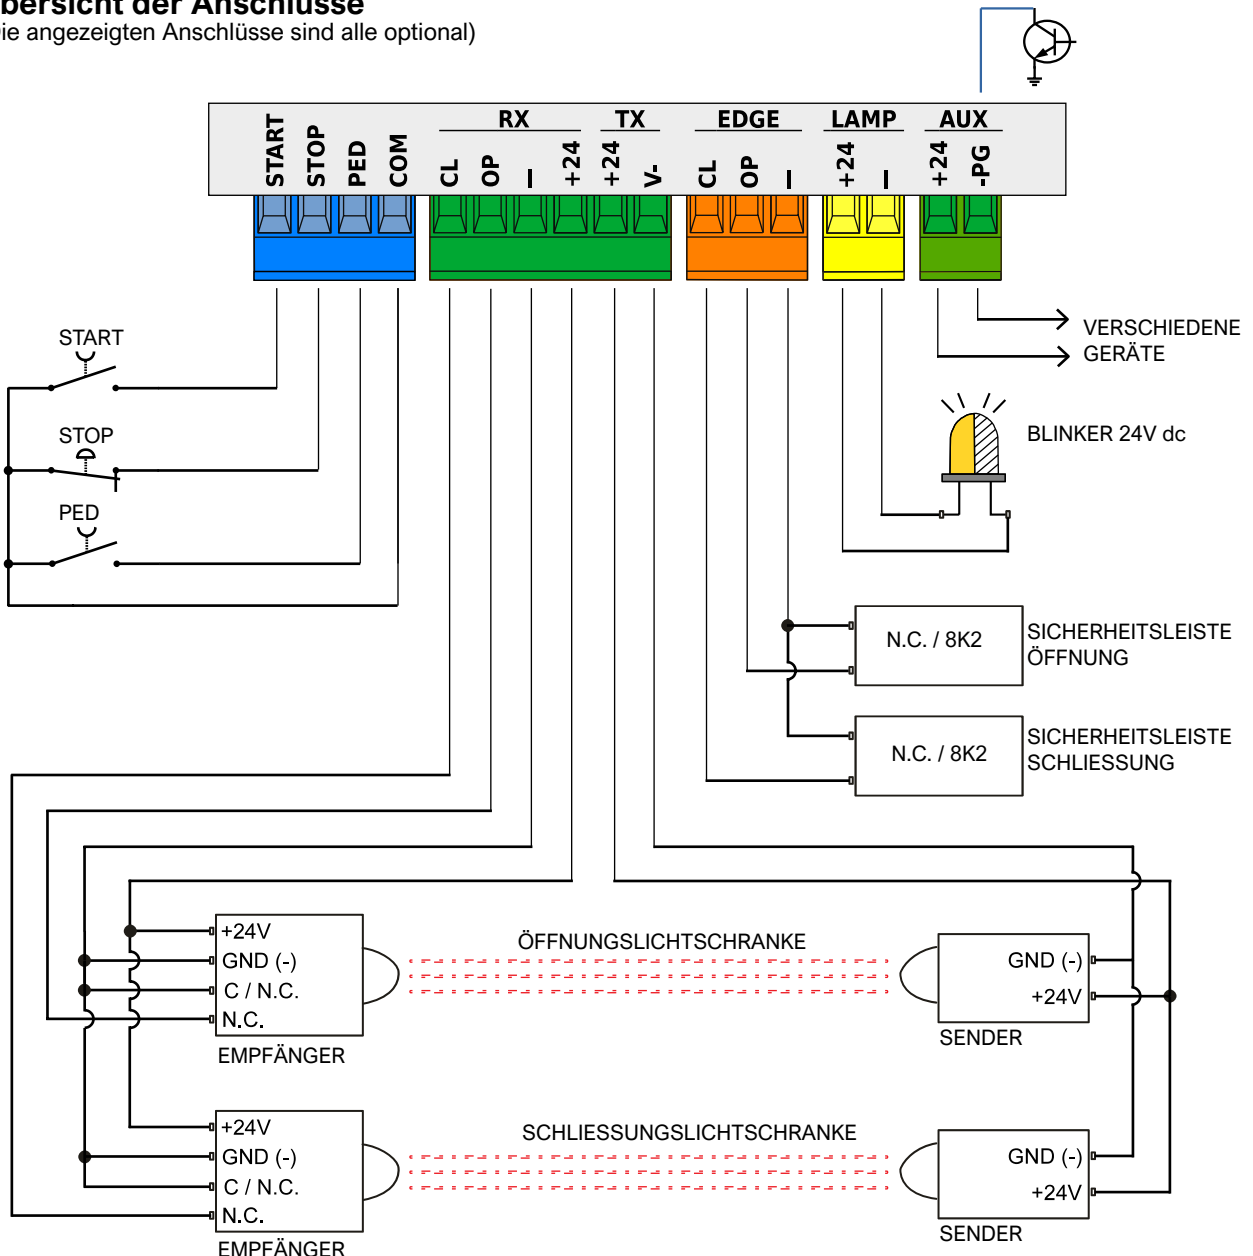 bersicht der Anschlüsse
ie angezeigten Anschlüsse sind alle optional)
RX TX EDGE LAMP AUX
START STOP PED COM CL OP – +24 +24 V- CL OP – +24 – +24 -PG
START
STOP
PED
VERSCHIEDENE
GERÄTE
BLINKER 24V dc
N.C. / 8K2
SICHERHEITSLEISTE
ÖFFNUNG
N.C. / 8K2
SICHERHEITSLEISTE
SCHLIESSUNG
+24V
GND (-)
C / N.C.
N.C.
EMPFÄNGER
ÖFFNUNGSLICHTSCHRANKE
GND (-)
+24V
SENDER
+24V
GND (-)
C / N.C.
N.C.
EMPFÄNGER
SCHLIESSUNGSLICHTSCHRANKE
GND (-)
+24V
SENDER